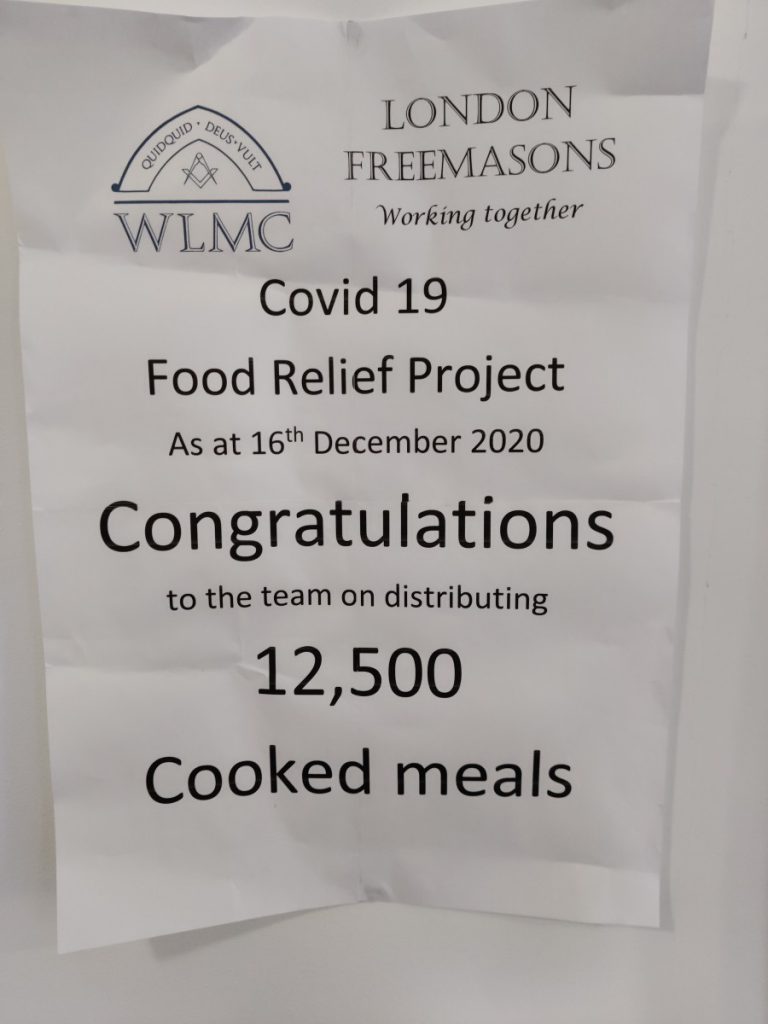 QUIDQUID · DEUS · VULT
WLMC
LONDON
FREEMASONS
Working together
Covid 19
Food Relief Project
As at 16th December 2020
Congratulations
to the team on distributing
12,500
Cooked meals